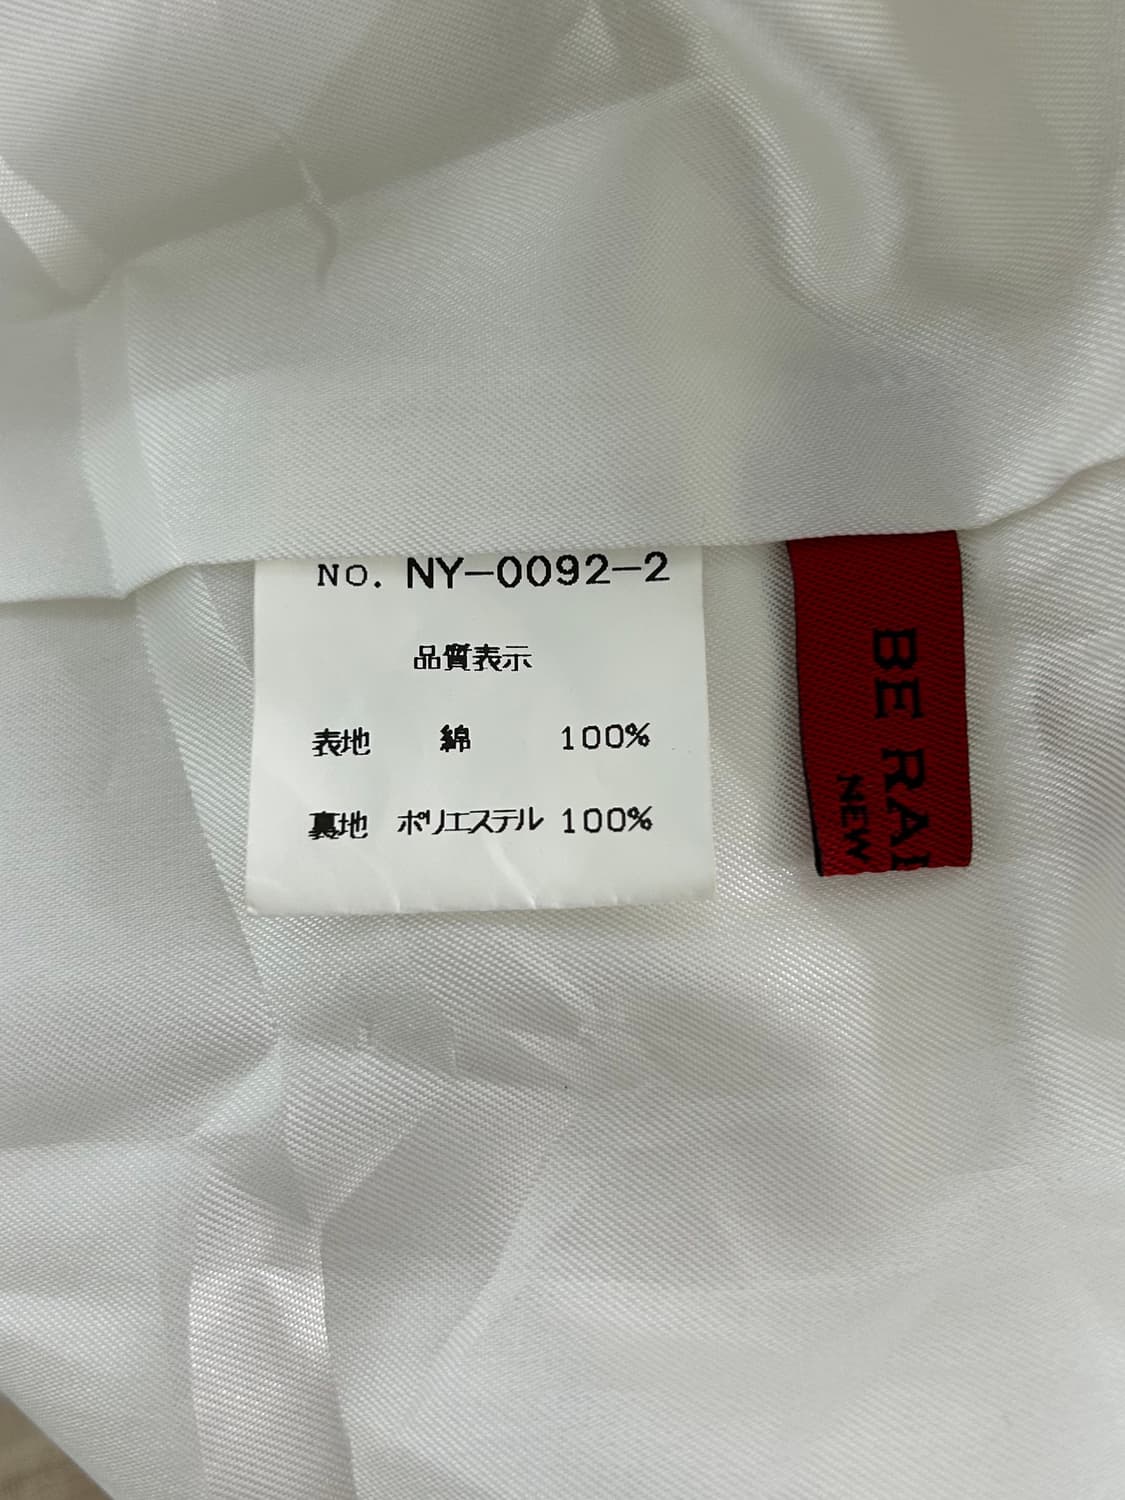 NO. NY-0092-2
品質表示
表地 綿 100%
裏地 ポリエステル 100%
BE RA
NEW